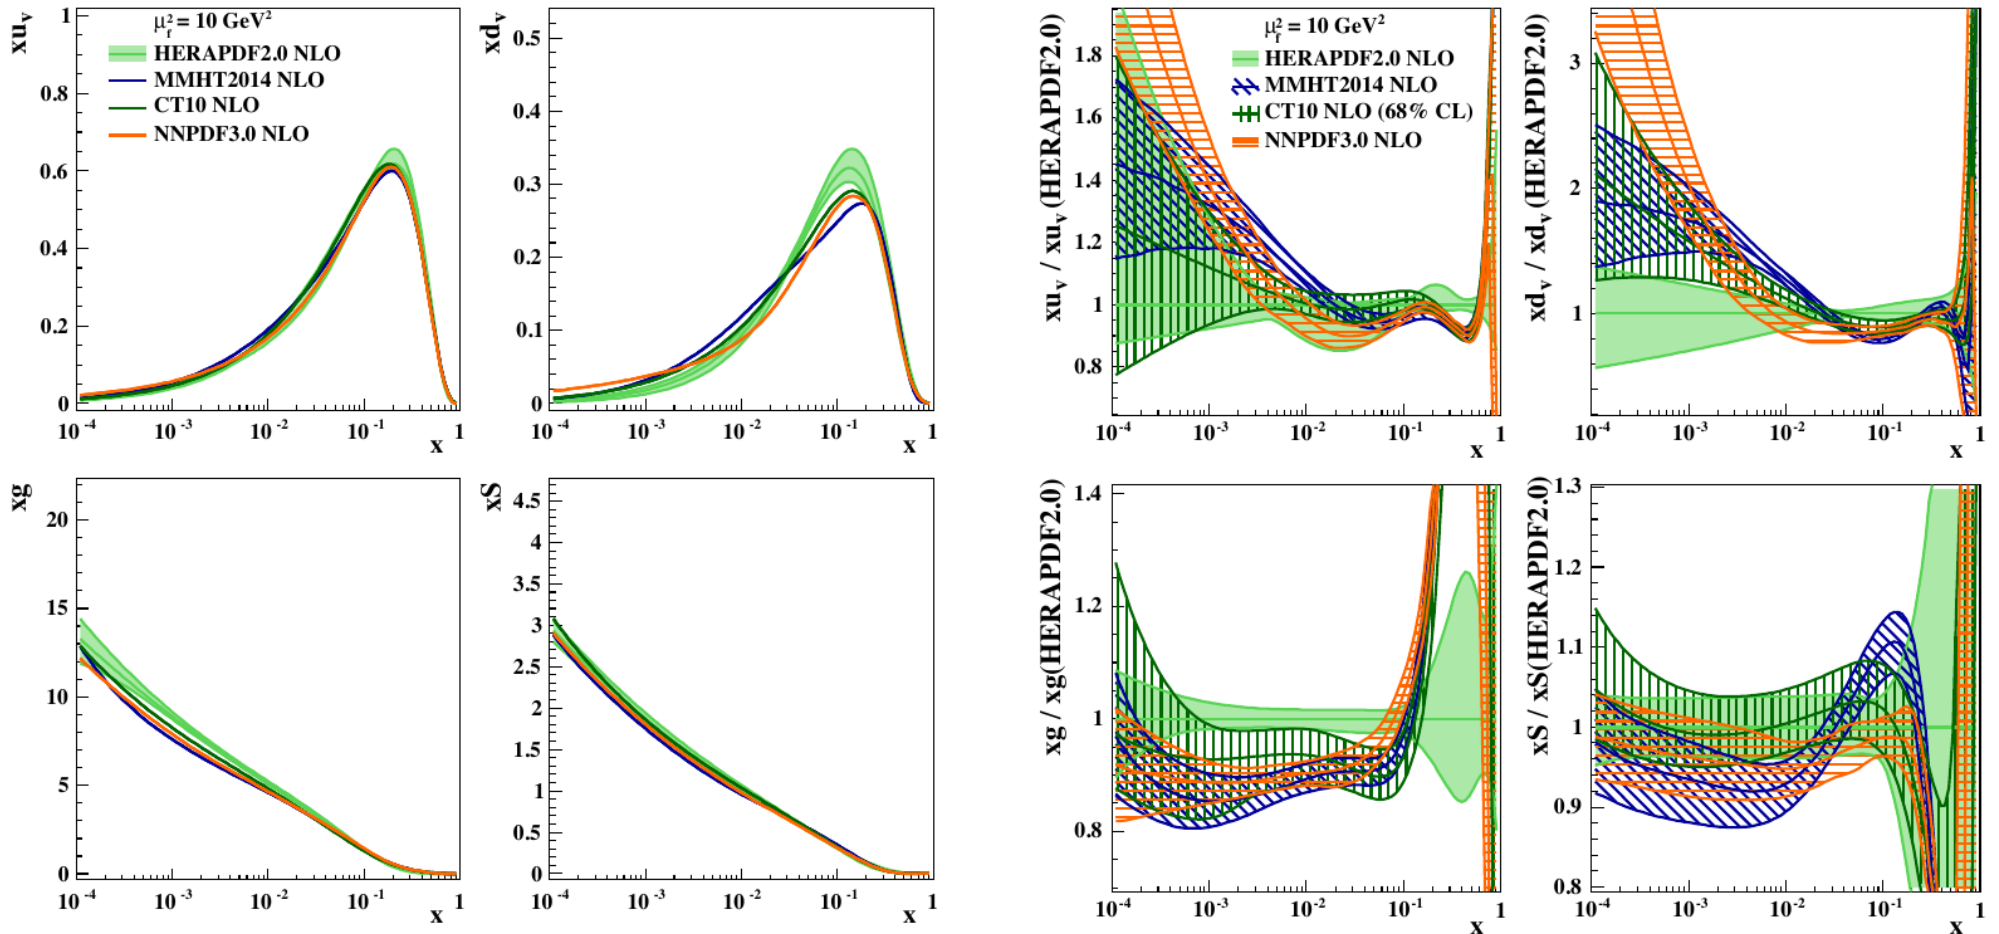 xu_v
1
0.8
0.6
0.4
0.2
0
μ_f^2 = 10 GeV^2
HERAPDF2.0 NLO
MMHT2014 NLO
CT10 NLO
NNPDF3.0 NLO
10^-4 10^-3 10^-2 10^-1 1
x
xd_v
0.5
0.4
0.3
0.2
0.1
0
10^-4 10^-3 10^-2 10^-1 1
x
xu_v / xu_v(HERAPDF2.0)
1.8
1.6
1.4
1.2
1
0.8
μ_f^2 = 10 GeV^2
HERAPDF2.0 NLO
MMHT2014 NLO
CT10 NLO (68% CL)
NNPDF3.0 NLO
10^-4 10^-3 10^-2 10^-1 1
x
xd_v / xd_v(HERAPDF2.0)
3
2
1
10^-4 10^-3 10^-2 10^-1 1
x
xg
20
15
10
5
0
10^-4 10^-3 10^-2 10^-1 1
x
xS
4.5
4
3.5
3
2.5
2
1.5
1
0.5
0
10^-4 10^-3 10^-2 10^-1 1
x
xg / xg(HERAPDF2.0)
1.4
1.2
1
0.8
10^-4 10^-3 10^-2 10^-1 1
x
xS / xS(HERAPDF2.0)
1.3
1.2
1.1
1
0.9
0.8
10^-4 10^-3 10^-2 10^-1 1
x